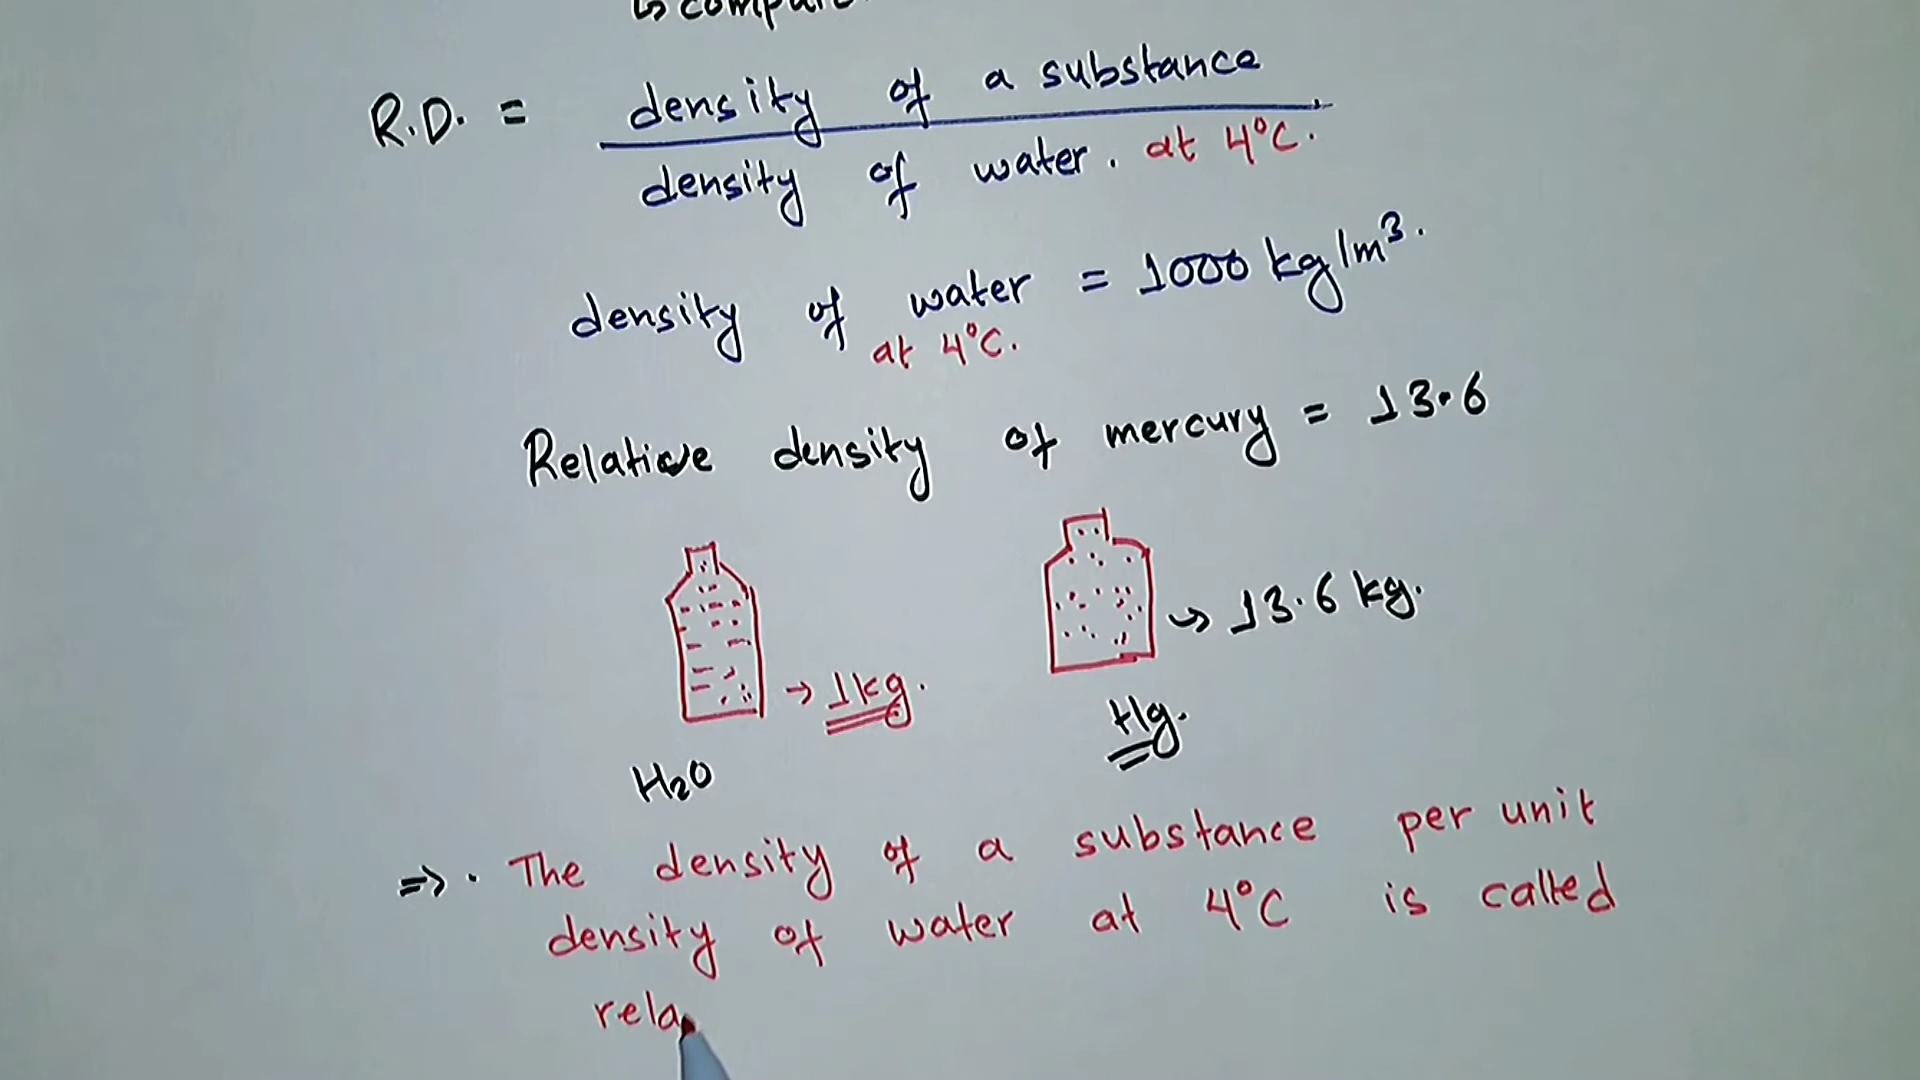 R.D. = density of a substance
density of water. at 4°C.
density of water = 1000 kg/m³.
at 4°C.
Relative density of mercury = 13.6
→ 1kg.
→ 13.6 kg.
H₂O
Hg.
⇒ · The density of a substance per unit
density of water at 4°C is called
rela